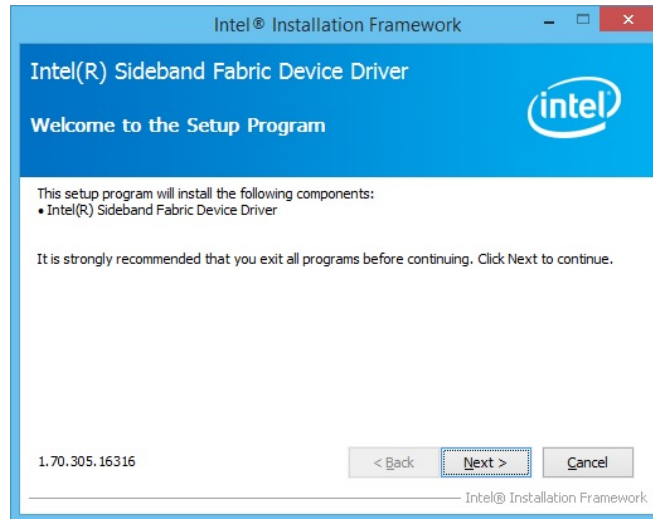 Intel® Installation Framework
Intel(R) Sideband Fabric Device Driver
Welcome to the Setup Program
(intel)
This setup program will install the following components:
• Intel(R) Sideband Fabric Device Driver
It is strongly recommended that you exit all programs before continuing. Click Next to continue.
1.70.305.16316
< Back Next > Cancel
Intel® Installation Framework